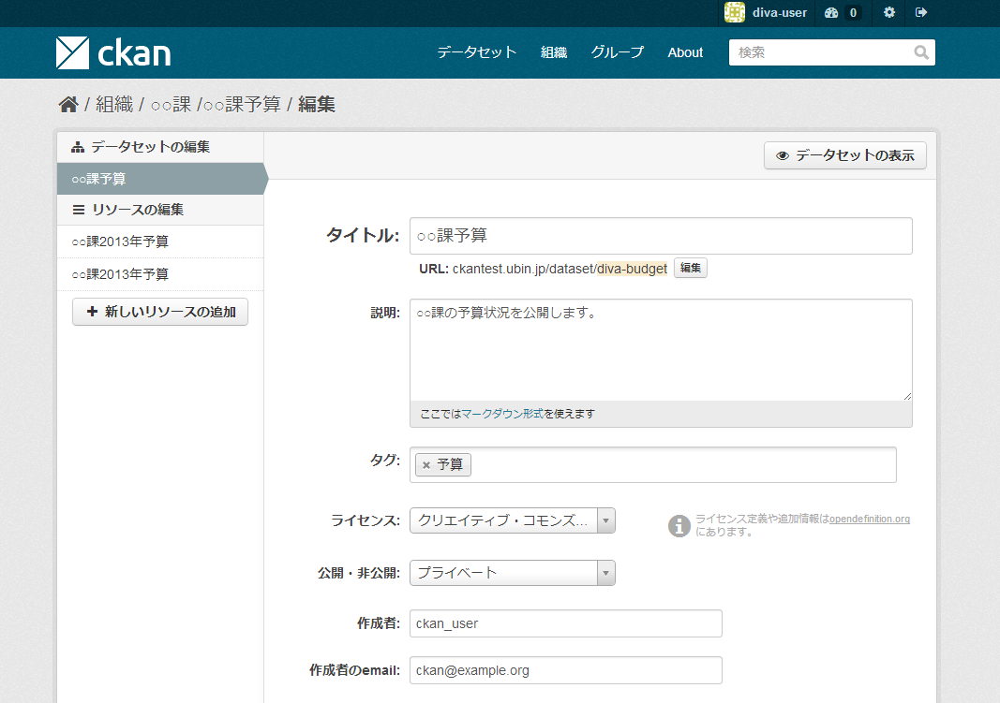 diva-user 0
ckan データセット 組織 グループ About 検索
/ 組織 / ○○課 /○○課予算 / 編集
データセットの編集
データセットの表示
○○課予算
リソースの編集
○○課2013年予算
○○課2013年予算
+ 新しいリソースの追加
タイトル: ○○課予算
URL: ckantest.ubin.jp/dataset/diva-budget 編集
説明: ○○課の予算状況を公開します。
ここではマークダウン形式を使えます
タグ: × 予算
ライセンス: クリエイティブ・コモンズ...
ライセンス定義や追加情報はopendefinition.org
にあります。
公開・非公開: プライベート
作成者: ckan_user
作成者のemail: ckan@example.org